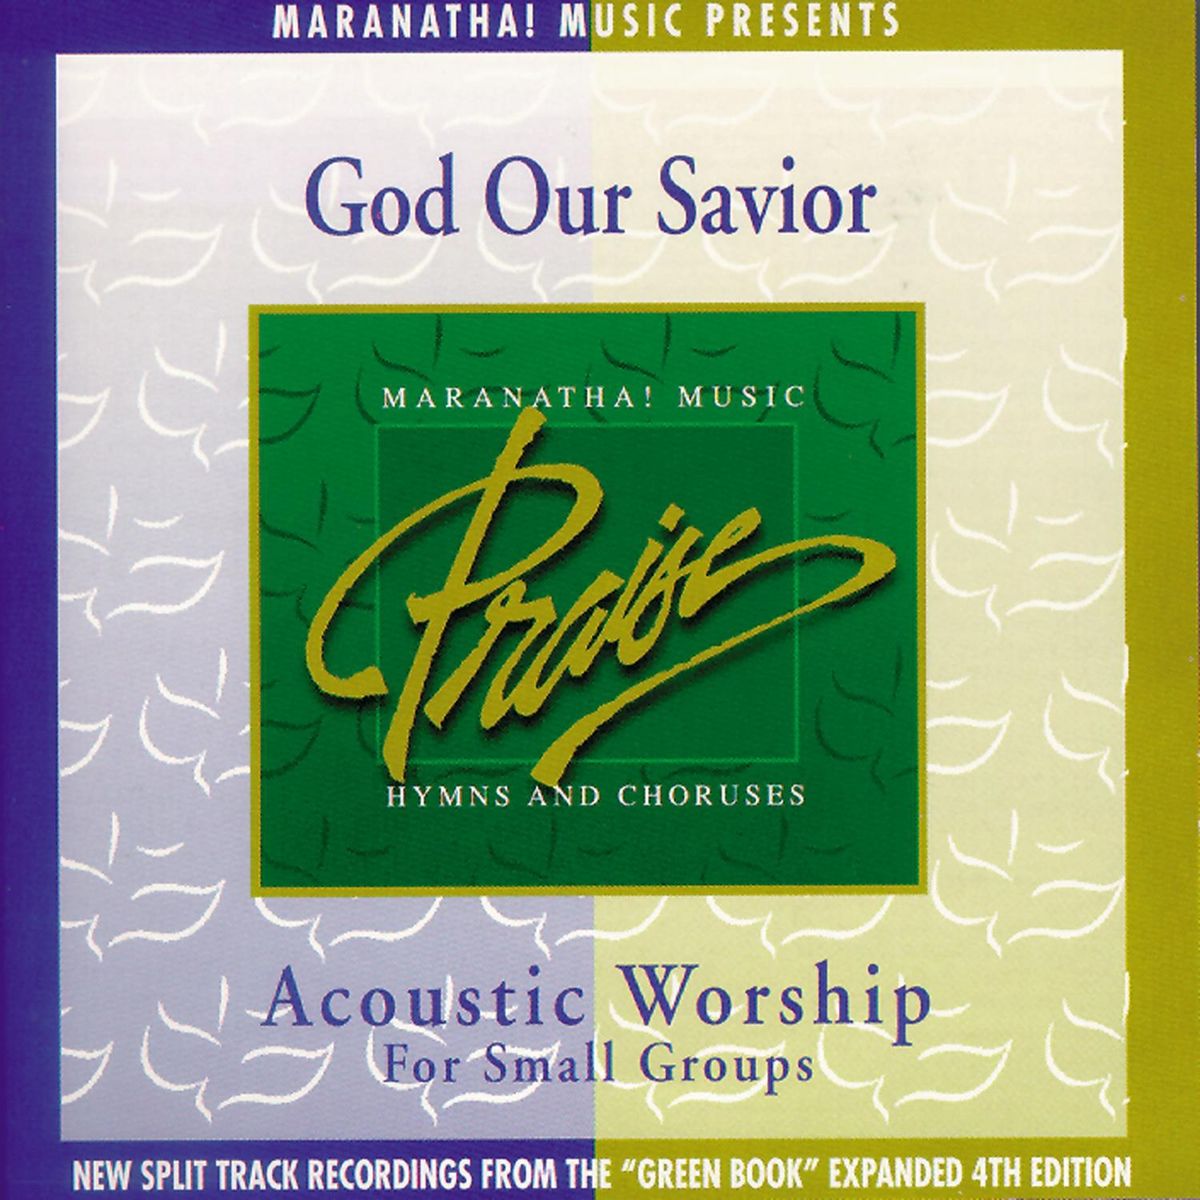 MARANATHA! MUSIC PRESENTS
God Our Savior
MARANATHA! MUSIC
Praise
HYMNS AND CHORUSES
Acoustic Worship
For Small Groups
NEW SPLIT TRACK RECORDINGS FROM THE "GREEN BOOK" EXPANDED 4TH EDITION